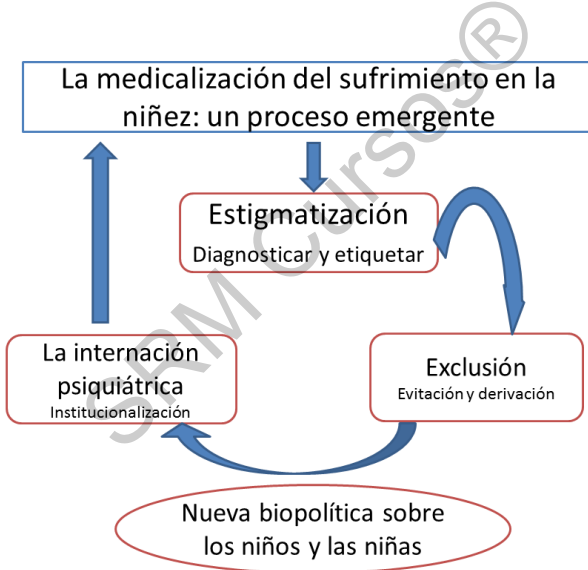 La medicalización del sufrimiento en la
niñez: un proceso emergente
Estigmatización
Diagnosticar y etiquetar
Exclusión
Evitación y derivación
La internación
psiquiátrica
Institucionalización
Nueva biopolítica sobre
los niños y las niñas
SRM Cursos®